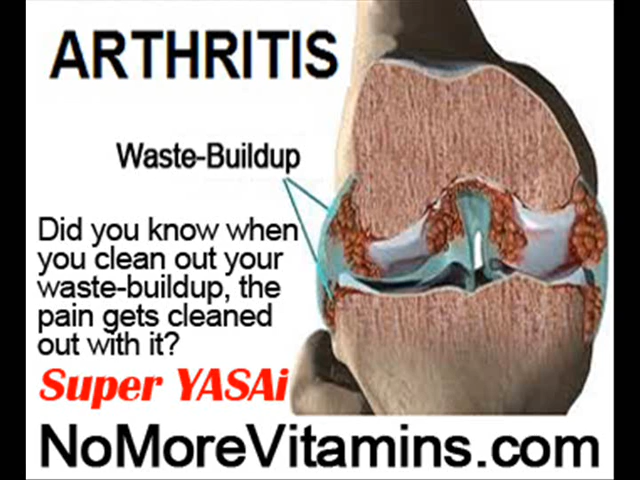 ARTHRITIS
Waste-Buildup
Did you know when
you clean out your
waste-buildup, the
pain gets cleaned
out with it?
Super YASAi
NoMoreVitamins.com